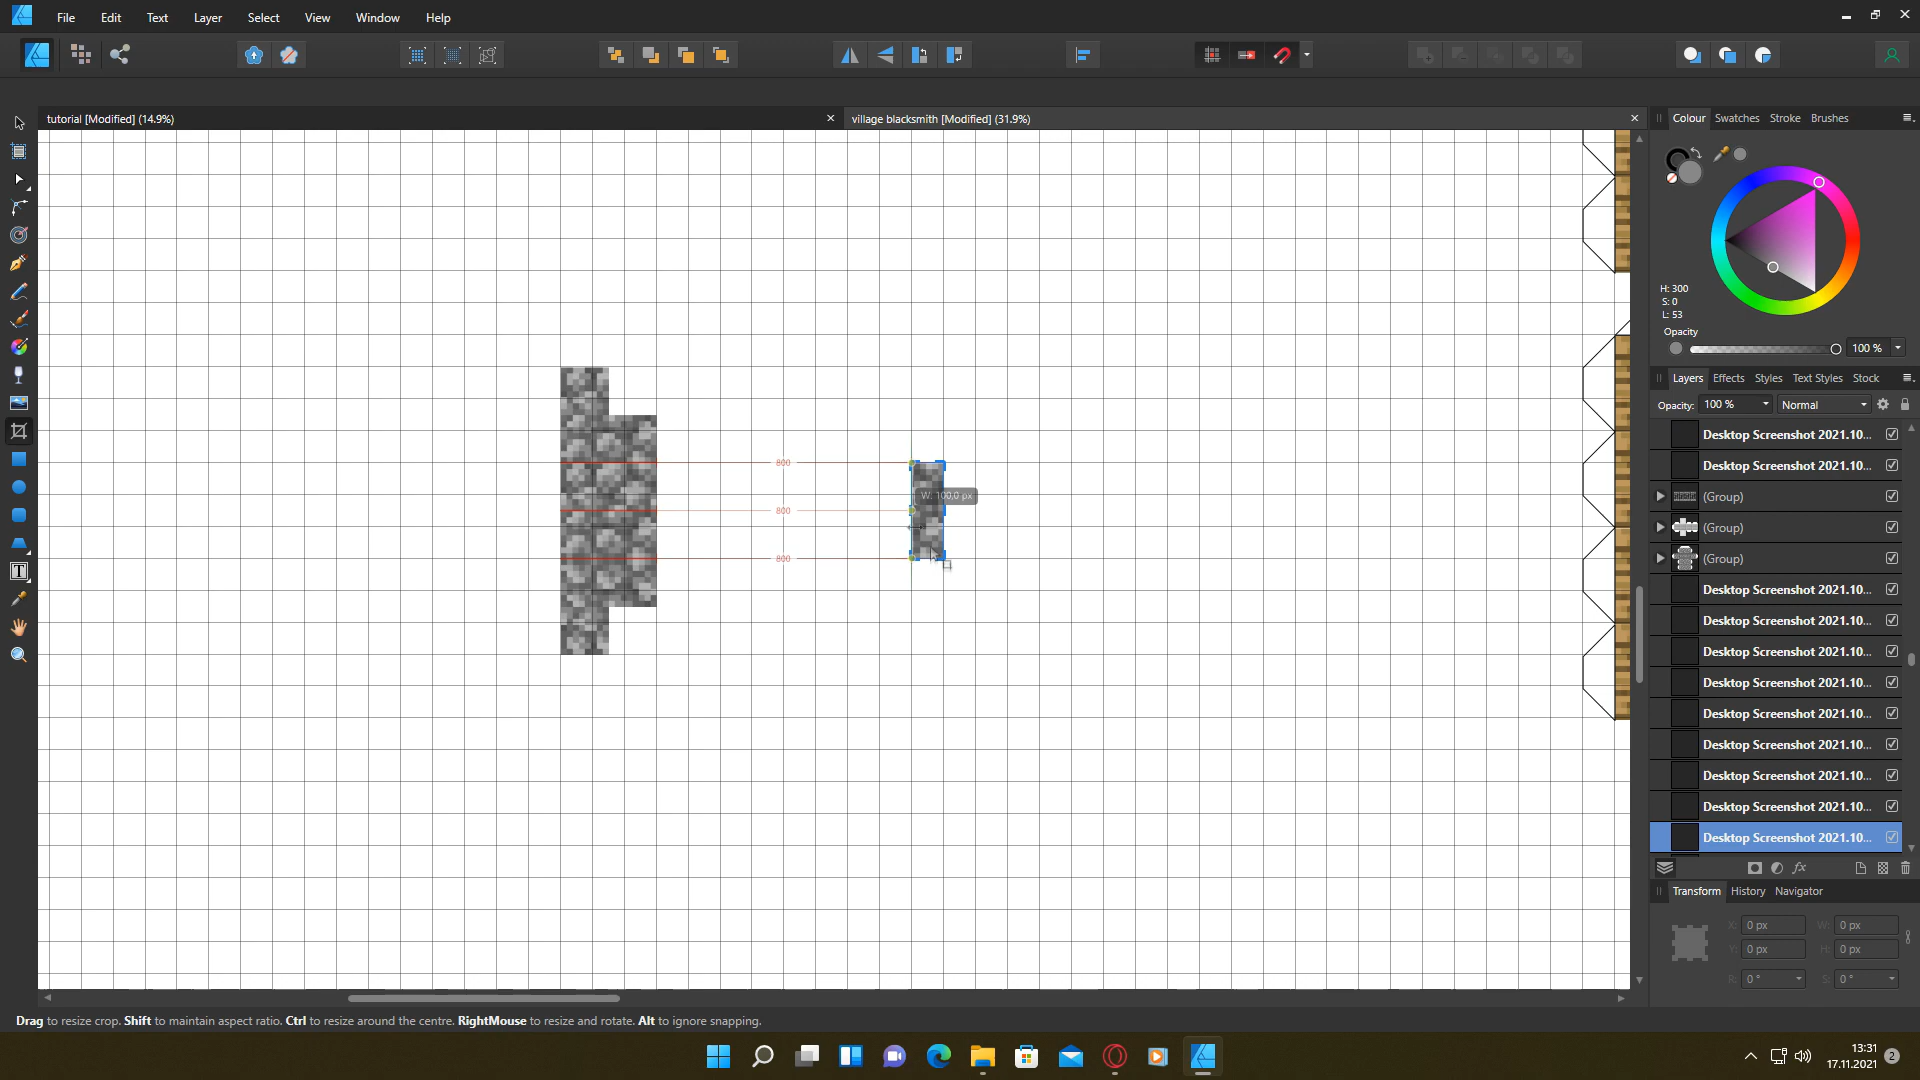 File Edit Text Layer Select View Window Help
tutorial [Modified] (14.9%)
village blacksmith [Modified] (31.9%)
Colour Swatches Stroke Brushes
H: 300
S: 0
L: 53
Opacity
100 %
Layers Effects Styles Text Styles Stock
Opacity: 100 % Normal
Desktop Screenshot 2021.10...
Desktop Screenshot 2021.10...
(Group)
(Group)
(Group)
Desktop Screenshot 2021.10...
Desktop Screenshot 2021.10...
Desktop Screenshot 2021.10...
Desktop Screenshot 2021.10...
Desktop Screenshot 2021.10...
Desktop Screenshot 2021.10...
Desktop Screenshot 2021.10...
Desktop Screenshot 2021.10...
Desktop Screenshot 2021.10...
800
W: 100,0 px
800
800
Transform History Navigator
X: 0 px W: 0 px
Y: 0 px H: 0 px
R: 0 ° S: 0 °
Drag to resize crop. Shift to maintain aspect ratio. Ctrl to resize around the centre. RightMouse to resize and rotate. Alt to ignore snapping.
13:31
17.11.2021
2